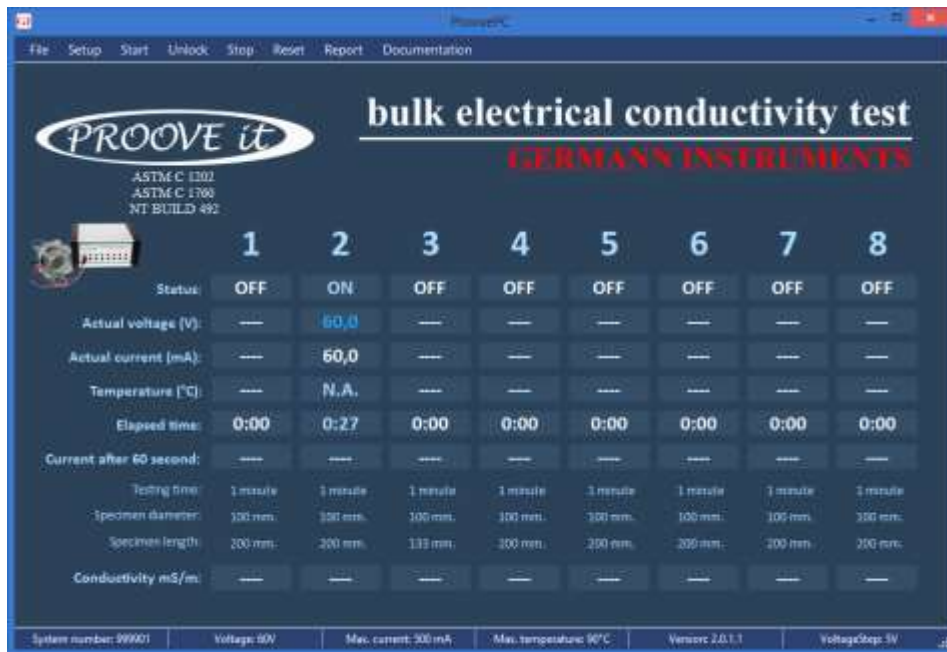 ProovePC
File Setup Start Unlock Stop Reset Report Documentation
PROOVE it
bulk electrical conductivity test
GERMANN INSTRUMENTS
ASTM C 1202
ASTM C 1760
NT BUILD 492
1 2 3 4 5 6 7 8
Status: OFF ON OFF OFF OFF OFF OFF OFF
Actual voltage (V): ---- 60,0 ---- ---- ---- ---- ---- ----
Actual current (mA): ---- 60,0 ---- ---- ---- ---- ---- ----
Temperature (°C): ---- N.A. ---- ---- ---- ---- ---- ----
Elapsed time: 0:00 0:27 0:00 0:00 0:00 0:00 0:00 0:00
Current after 60 second: ---- ---- ---- ---- ---- ---- ---- ----
Testing time: 1 minute 1 minute 1 minute 1 minute 1 minute 1 minute 1 minute 1 minute
Specimen diameter: 100 mm. 100 mm. 100 mm. 100 mm. 100 mm. 100 mm. 100 mm. 100 mm.
Specimen length: 200 mm. 200 mm. 133 mm. 200 mm. 200 mm. 200 mm. 200 mm. 200 mm.
Conductivity mS/m: ---- ---- ---- ---- ---- ---- ---- ----
System number: 999901 Voltage: 60V Max. current: 500 mA Max. temperature: 90°C Version: 2.0.1.1 VoltageStep: 5V